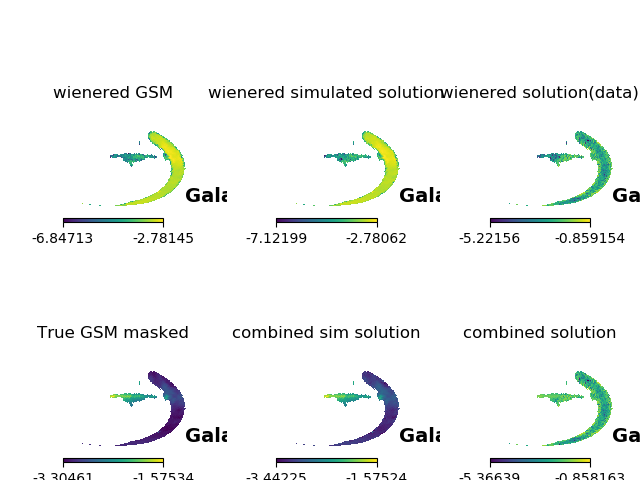 wienered GSM
wienered simulated solution
wienered solution(data)
Gala
Gala
Ga
-6.84713 -2.78145
-7.12199 -2.78062
-5.22156 -0.859154
True GSM masked
combined sim solution
combined solution
Gala
Gala
Ga
-3.30461 -1.57534
-3.44225 -1.57524
-5.36639 -0.858163